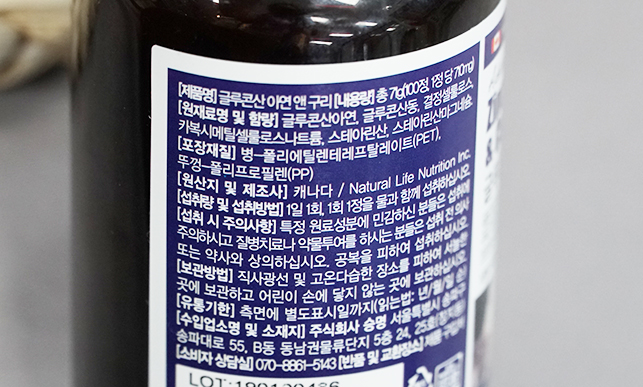 [제품명] 글루콘산 아연 앤 구리 [내용량] 총 71g(100정, 1정 당 710mg)
[원재료명 및 함량] 글루콘산아연, 글루콘산동, 결정셀룰로스,
카복시메틸셀룰로스나트륨, 스테아린산, 스테아린산마그네슘,
[포장재질] 병-폴리에틸렌테레프탈레이트(PET),
뚜껑-폴리프로필렌(PP)
[원산지 및 제조사] 캐나다 / Natural Life Nutrition Inc.
[섭취량 및 섭취방법] 1일 1회, 1회 1정을 물과 함께 섭취하십시오.
[섭취 시 주의사항] 특정 원료성분에 민감하신 분들은 섭취에
주의하시고 질병치료나 약물투여를 하시는 분들은 섭취 전 의사
또는 약사와 상의하십시오. 공복을 피하여 섭취하십시오.
[보관방법] 직사광선 및 고온다습한 장소를 피하여 서늘한
곳에 보관하고 어린이 손에 닿지 않는 곳에 보관하십시오.
[유통기한] 측면에 별도표시일까지(읽는법: 년/월/일 순)
[수입업소명 및 소재지] 주식회사 승명 서울특별시 송파구
송파대로 55, B동 동남권물류단지 5층 24, 25호
[소비자 상담실] 070-8861-5143 [반품 및 교환장소]
LOT: